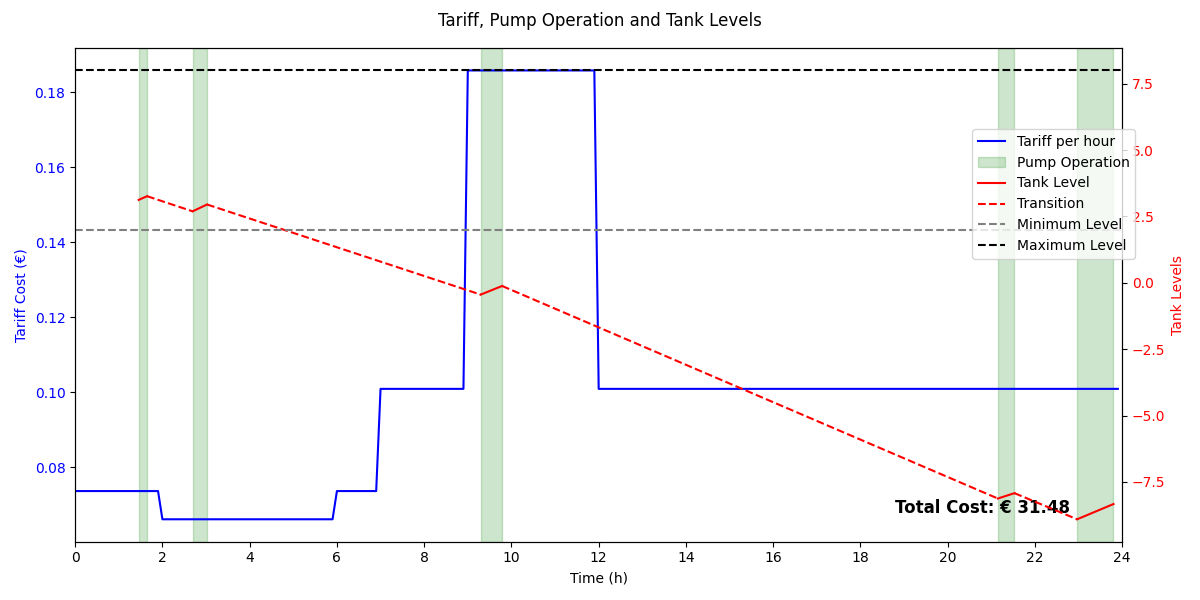 Tariff, Pump Operation and Tank Levels
0.18
0.16
0.14
0.12
0.10
0.08
Tariff Cost (€)
7.5
5.0
2.5
0.0
−2.5
−5.0
−7.5
Tank Levels
Tariff per hour
Pump Operation
Tank Level
Transition
Minimum Level
Maximum Level
Total Cost: € 31.48
0 2 4 6 8 10 12 14 16 18 20 22 24
Time (h)